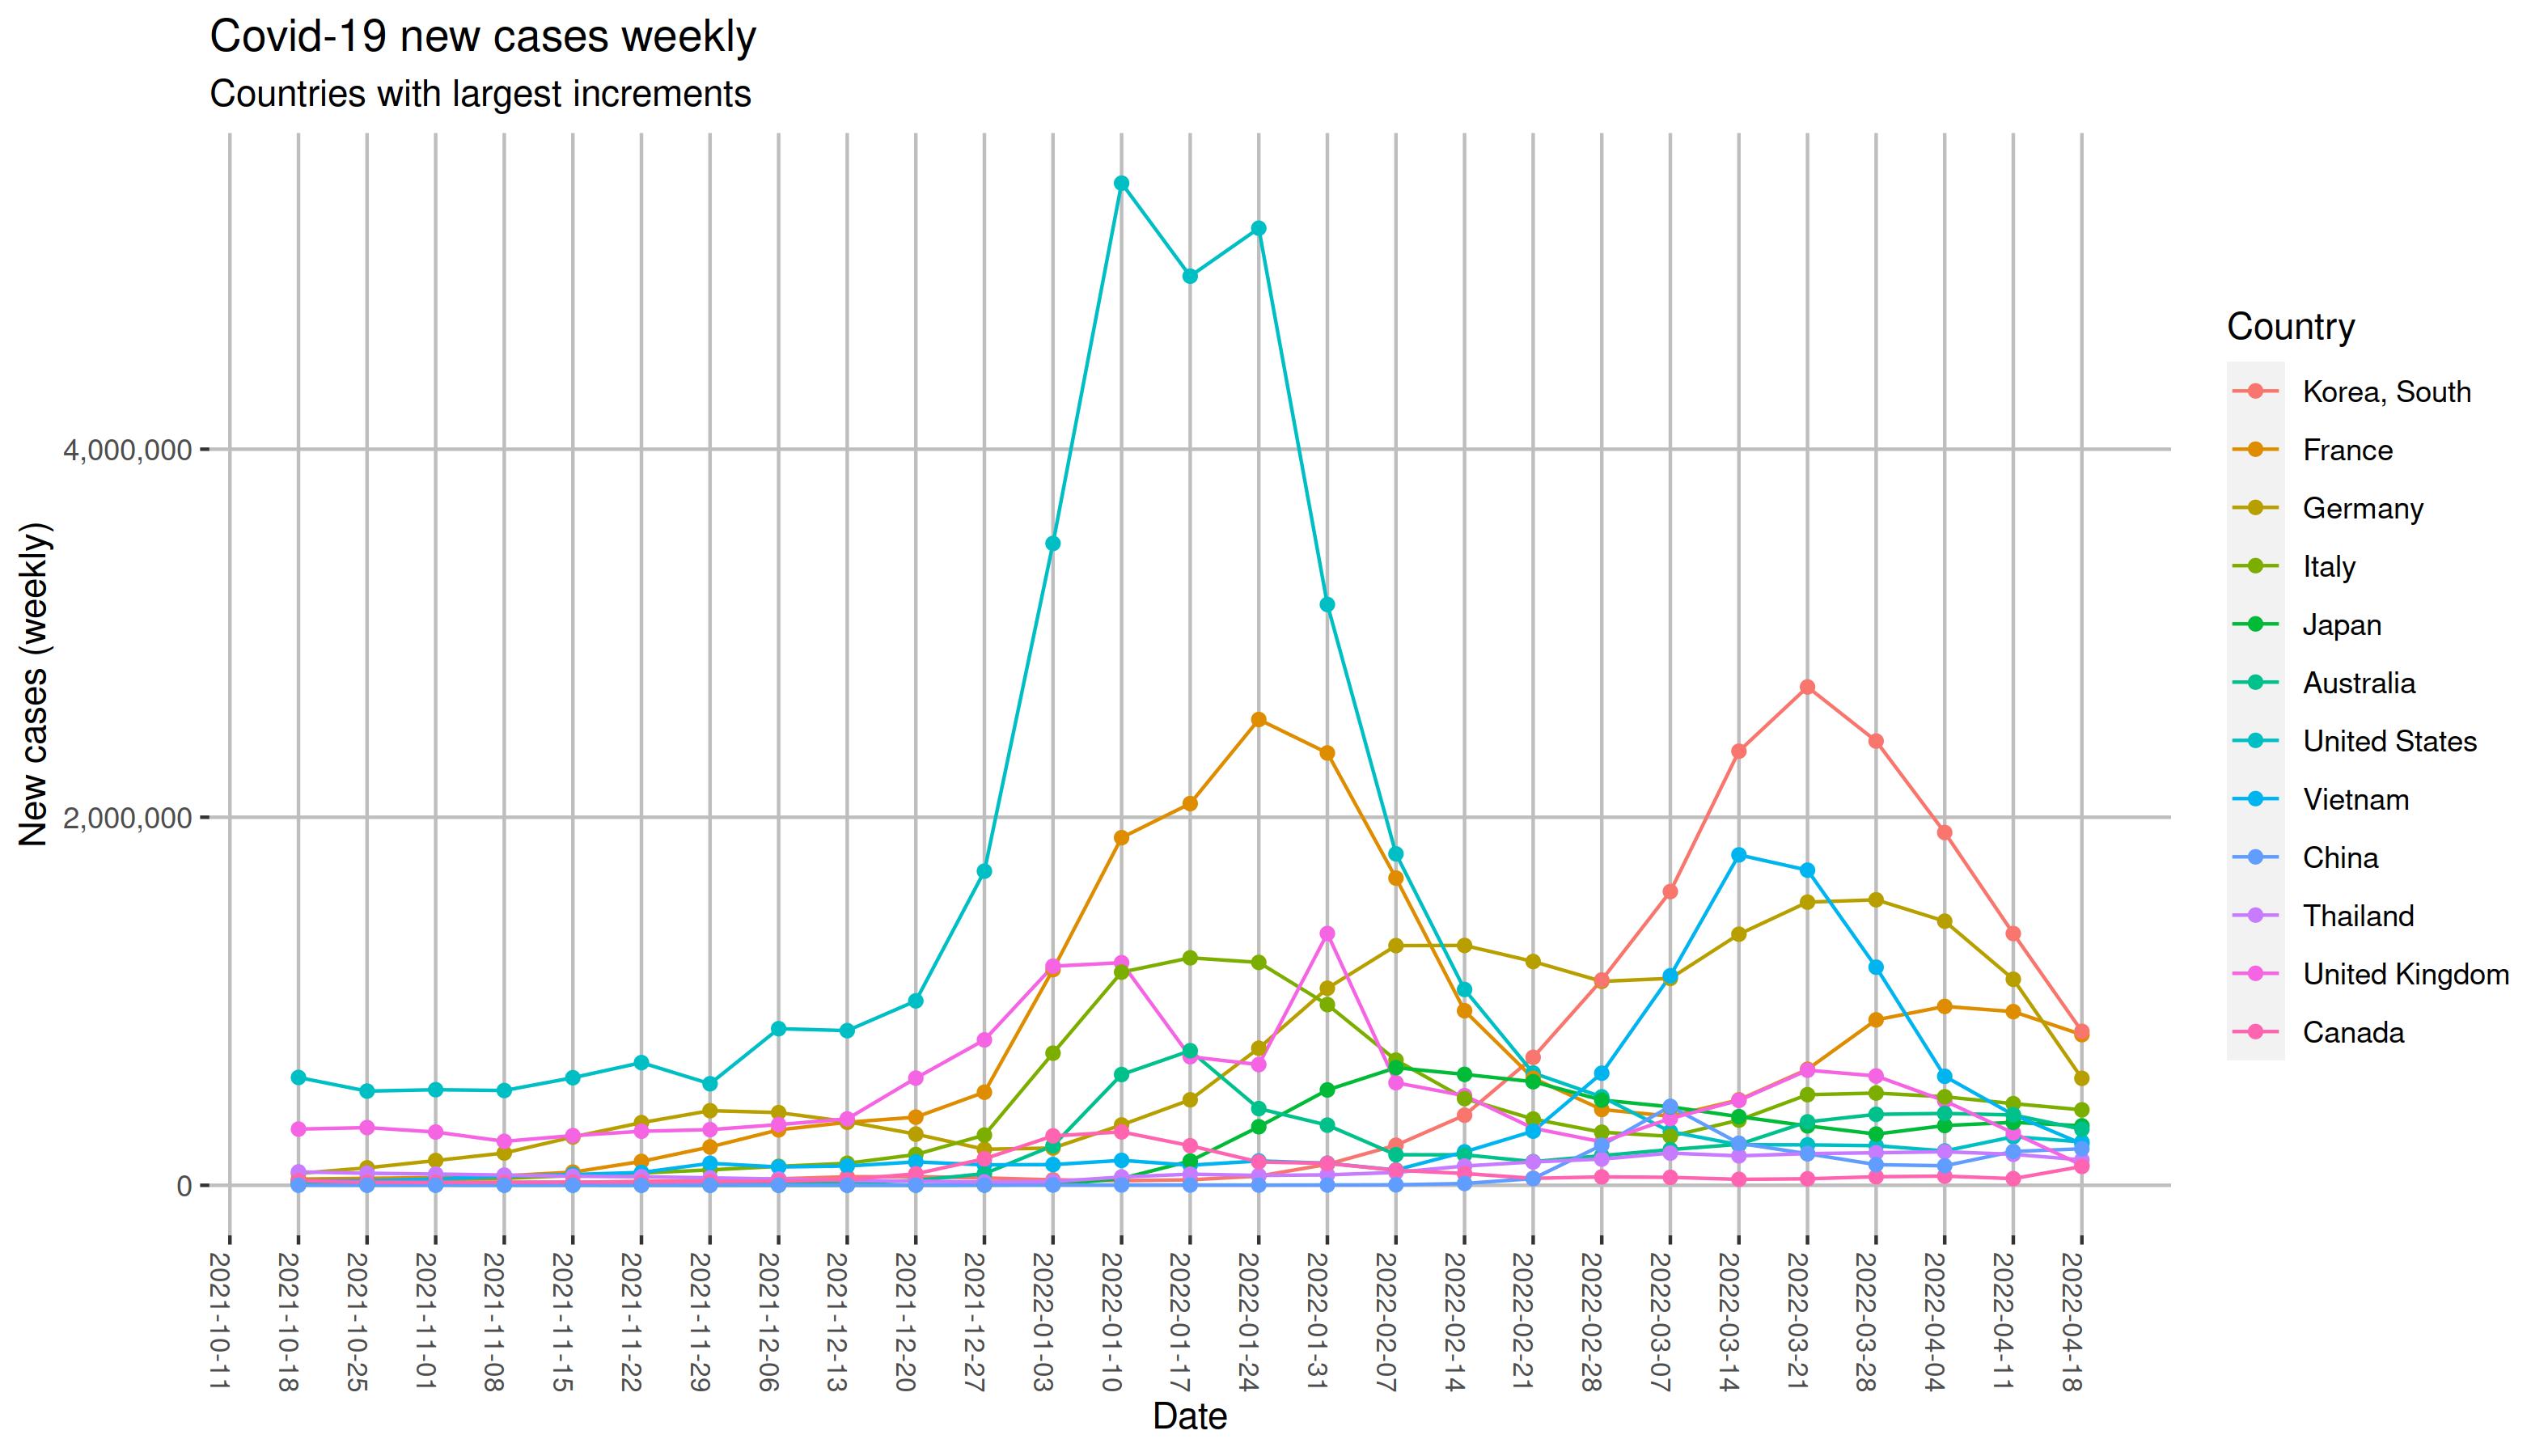 Covid-19 new cases weekly
Countries with largest increments
New cases (weekly)
4,000,000
2,000,000
0
2021-10-11
2021-10-18
2021-10-25
2021-11-01
2021-11-08
2021-11-15
2021-11-22
2021-11-29
2021-12-06
2021-12-13
2021-12-20
2021-12-27
2022-01-03
2022-01-10
2022-01-17
2022-01-24
2022-01-31
2022-02-07
2022-02-14
2022-02-21
2022-02-28
2022-03-07
2022-03-14
2022-03-21
2022-03-28
2022-04-04
2022-04-11
2022-04-18
Date
Country
Korea, South
France
Germany
Italy
Japan
Australia
United States
Vietnam
China
Thailand
United Kingdom
Canada